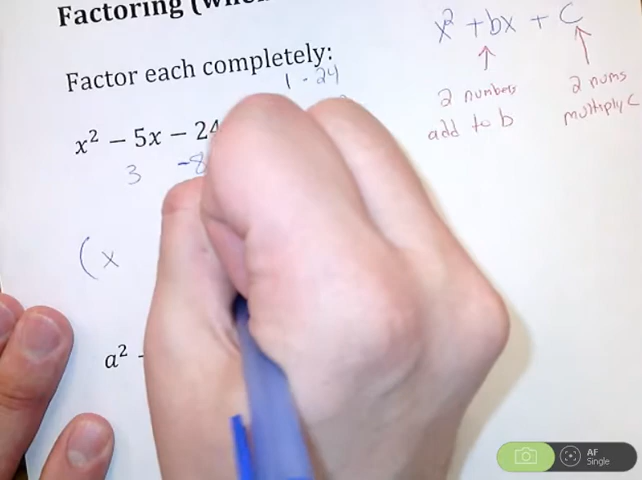 Factoring
x² + bx + C
Factor each completely:
1 · 24
2 numbers
add to b
2 nums
multiply C
x² − 5x − 24
3 −8
(x
a² -
AF
Single